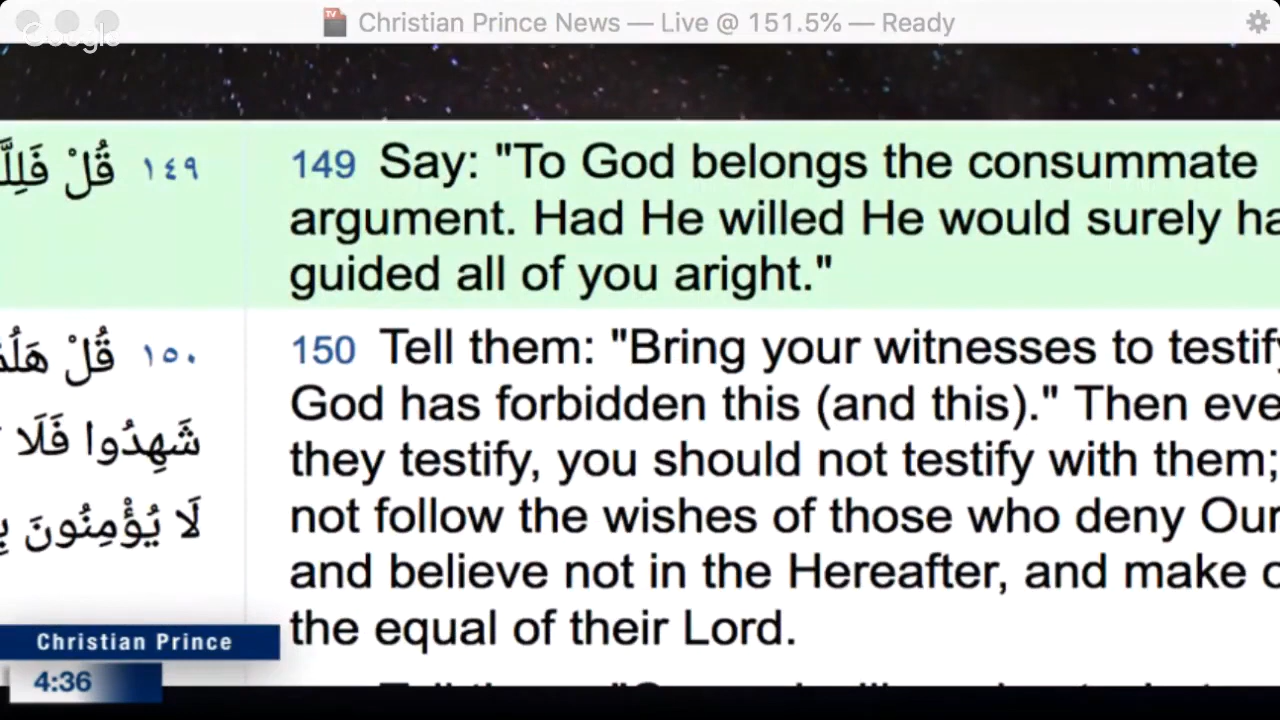 Christian Prince News — Live @ 151.5% — Ready
Google
149 Say: "To God belongs the consummate
argument. Had He willed He would surely
guided all of you aright."
١٤٩ قُلْ
150 Tell them: "Bring your witnesses to
God has forbidden this (and this)." Then
they testify, you should not testify with them;
not follow the wishes of those who deny Our
and believe not in the Hereafter, and make
the equal of their Lord.
١٥٠ قُلْ
شَهِدُوا فَلَا
لَا يُؤْمِنُونَ
Christian Prince
4:36